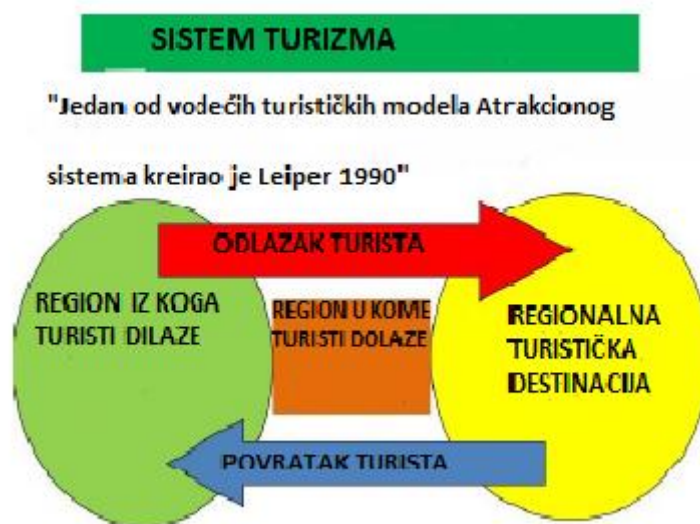 SISTEM TURIZMA
"Jedan od vodećih turističkih modela Atrakcionog
sistema kreirao je Leiper 1990"
ODLAZAK TURISTA
REGION IZ KOGA
TURISTI DILAZE
REGION U KOME
TURISTI DOLAZE
REGIONALNA
TURISTIČKA
DESTINACIJA
POVRATAK TURISTA